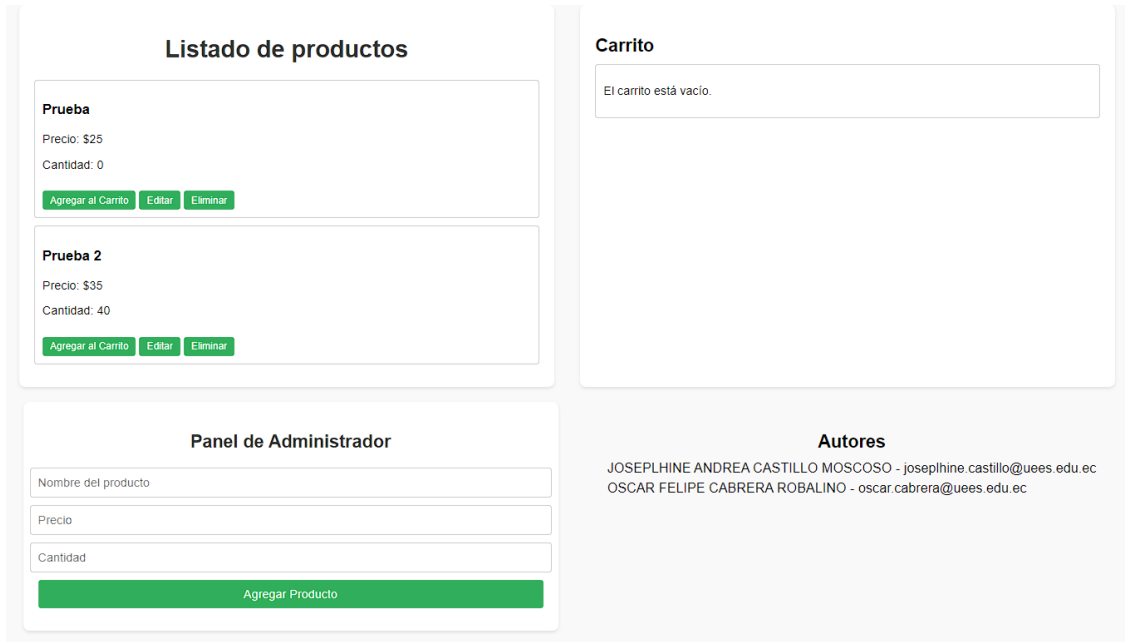 Listado de productos
Prueba
Precio: $25
Cantidad: 0
Agregar al Carrito Editar Eliminar
Prueba 2
Precio: $35
Cantidad: 40
Agregar al Carrito Editar Eliminar
Carrito
El carrito está vacío.
Panel de Administrador
Nombre del producto
Precio
Cantidad
Agregar Producto
Autores
JOSEPLHINE ANDREA CASTILLO MOSCOSO - joseplhine.castillo@uees.edu.ec
OSCAR FELIPE CABRERA ROBALINO - oscar.cabrera@uees.edu.ec